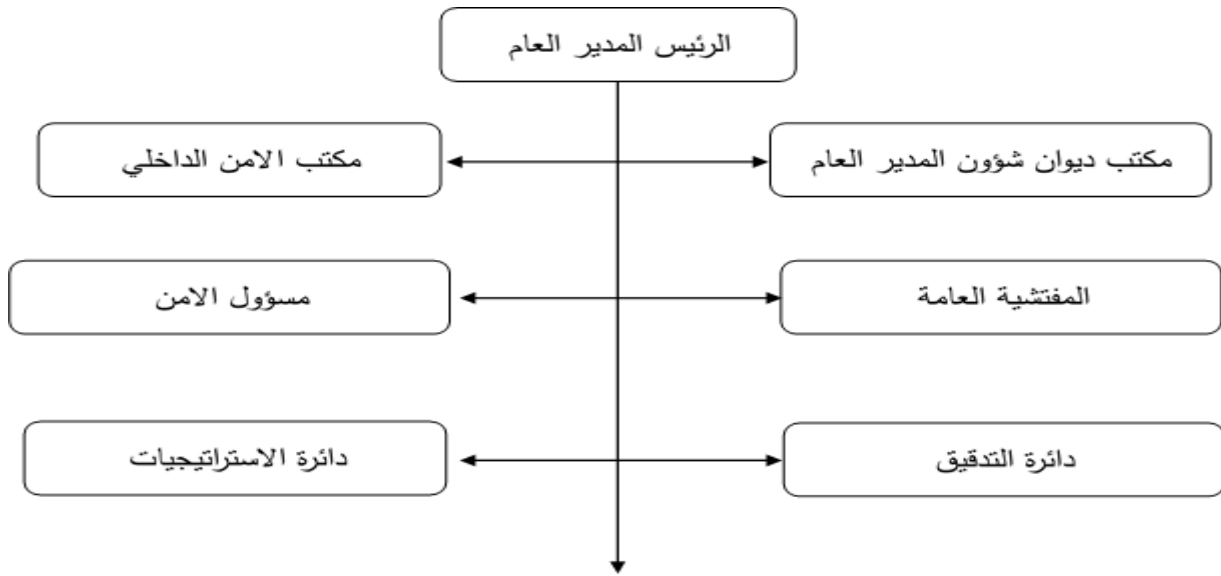 الرئيس المدير العام
مكتب ديوان شؤون المدير العام
مكتب الامن الداخلي
المفتشية العامة
مسؤول الامن
دائرة التدقيق
دائرة الاستراتيجيات